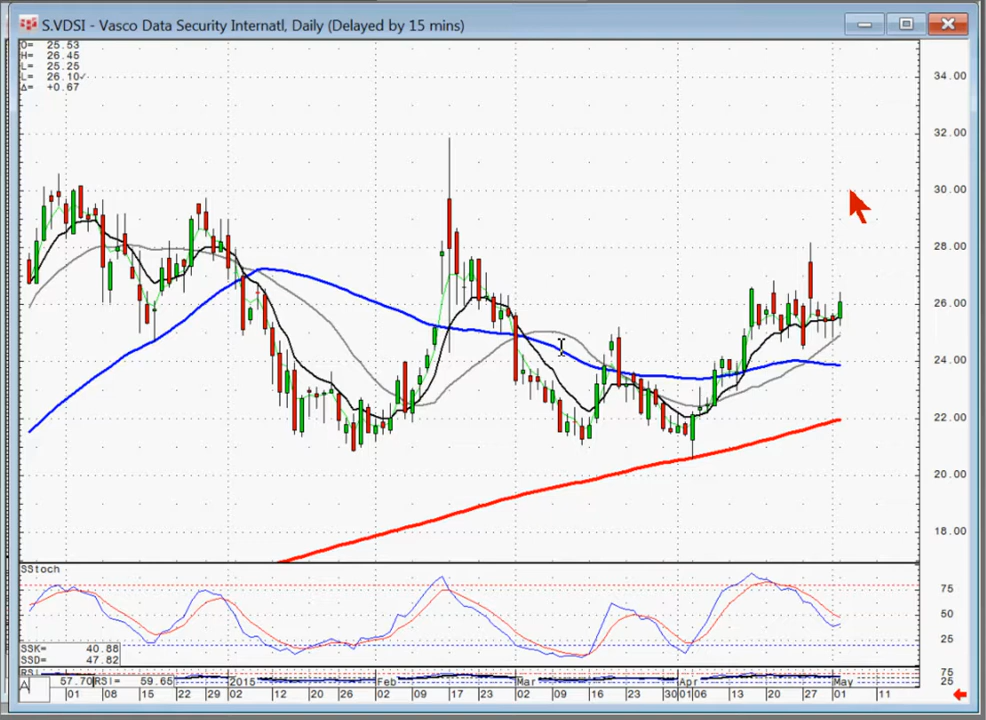 S.VDSI - Vasco Data Security Internatl, Daily (Delayed by 15 mins)
O= 25.53
H= 26.45
L= 25.25
L= 26.10✓
Δ= +0.67
34.00
32.00
30.00
28.00
26.00
24.00
22.00
20.00
18.00
SStoch
75
50
25
SSK= 40.88
SSD= 47.82
RSI
57.70 RSI= 59.65
75
25
A
01 08 15 22 29 02 2015 12 20 26 Feb 02 09 17 23 Mar 02 09 16 23 30 Apr 01 06 13 20 27 May 01 11